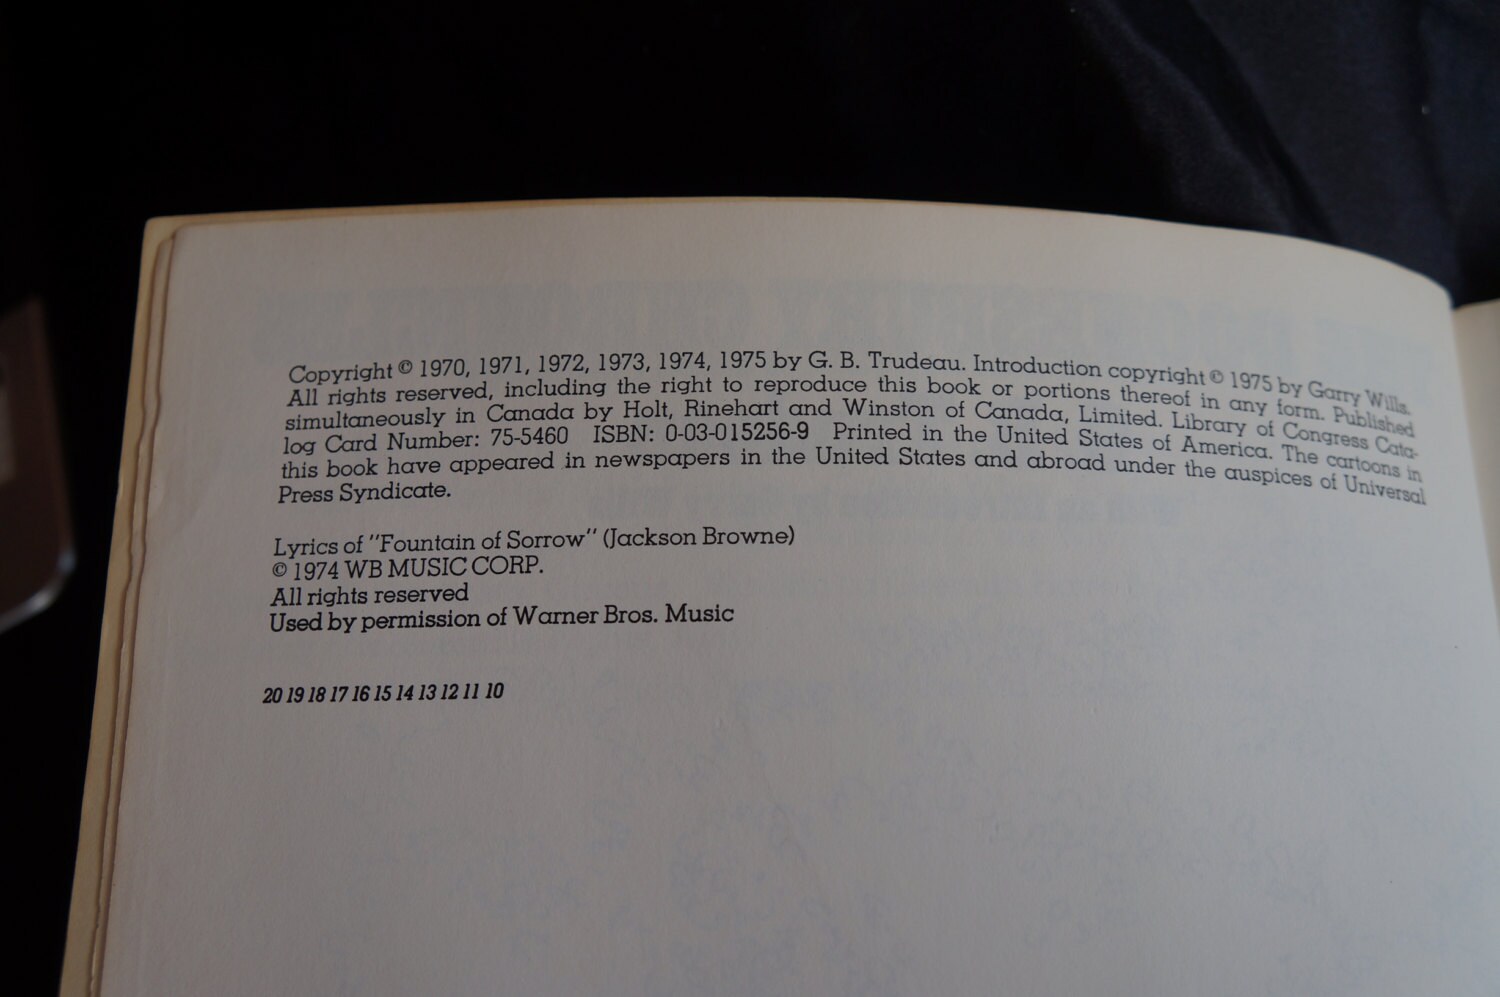 Copyright © 1970, 1971, 1972, 1973, 1974, 1975 by G. B. Trudeau. Introduction copyright © 1975 by Garry Wills.
All rights reserved, including the right to reproduce this book or portions thereof in any form. Published
simultaneously in Canada by Holt, Rinehart and Winston of Canada, Limited. Library of Congress Cata-
log Card Number: 75-5460 ISBN: 0-03-015256-9 Printed in the United States of America. The cartoons in
this book have appeared in newspapers in the United States and abroad under the auspices of Universal
Press Syndicate.
Lyrics of "Fountain of Sorrow" (Jackson Browne)
© 1974 WB MUSIC CORP.
All rights reserved
Used by permission of Warner Bros. Music
20 19 18 17 16 15 14 13 12 11 10